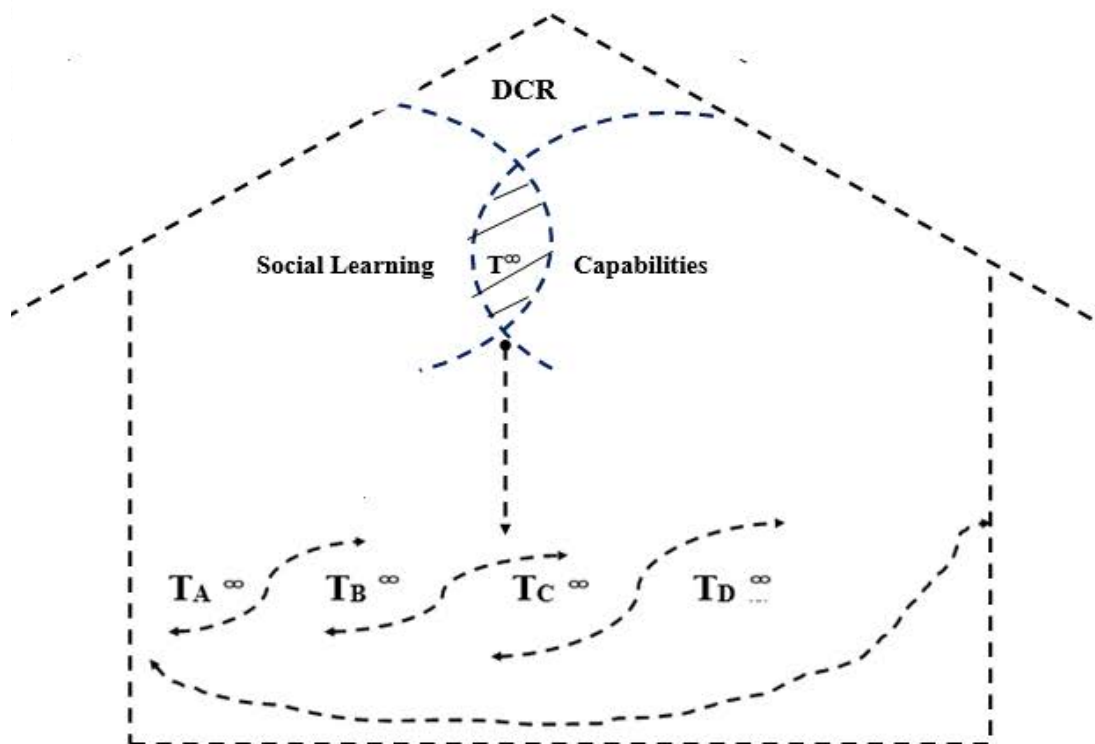 DCR
Social Learning T∞ Capabilities
TA ∞ TB ∞ TC ∞ TD ∞